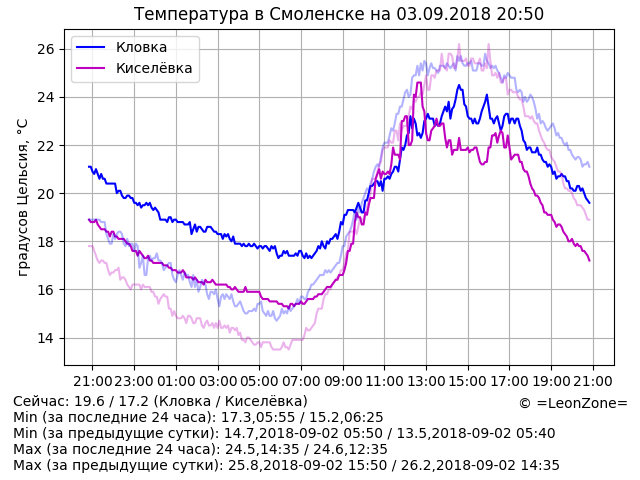 Температура в Смоленске на 03.09.2018 20:50
26
24
22
20
18
16
14
градусов Цельсия, °C
Кловка
Киселёвка
21:00 23:00 01:00 03:00 05:00 07:00 09:00 11:00 13:00 15:00 17:00 19:00 21:00
Сейчас: 19.6 / 17.2 (Кловка / Киселёвка)
© =LeonZone=
Min (за последние 24 часа): 17.3,05:55 / 15.2,06:25
Min (за предыдущие сутки): 14.7,2018-09-02 05:50 / 13.5,2018-09-02 05:40
Max (за последние 24 часа): 24.5,14:35 / 24.6,12:35
Max (за предыдущие сутки): 25.8,2018-09-02 15:50 / 26.2,2018-09-02 14:35